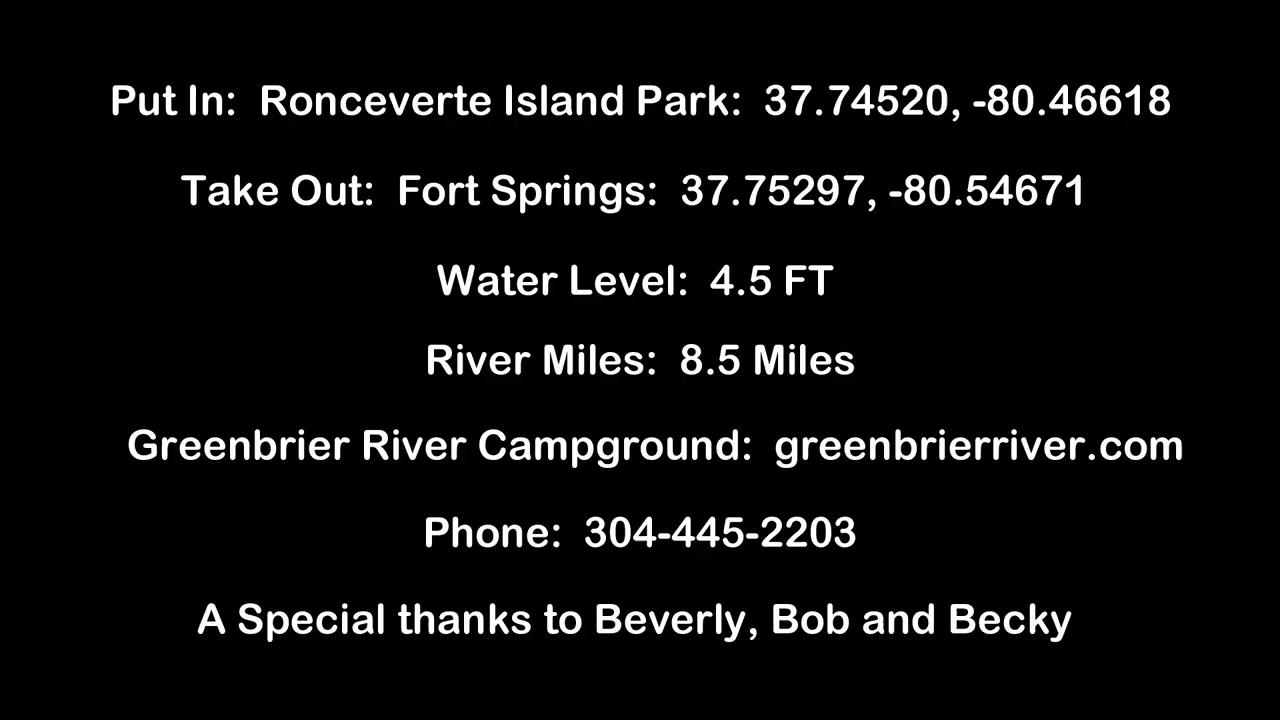 Put In:  Ronceverte Island Park:  37.74520, -80.46618
Take Out:  Fort Springs:  37.75297, -80.54671
Water Level:  4.5 FT
River Miles:  8.5 Miles
Greenbrier River Campground:  greenbrierriver.com
Phone:  304-445-2203
A Special thanks to Beverly, Bob and Becky